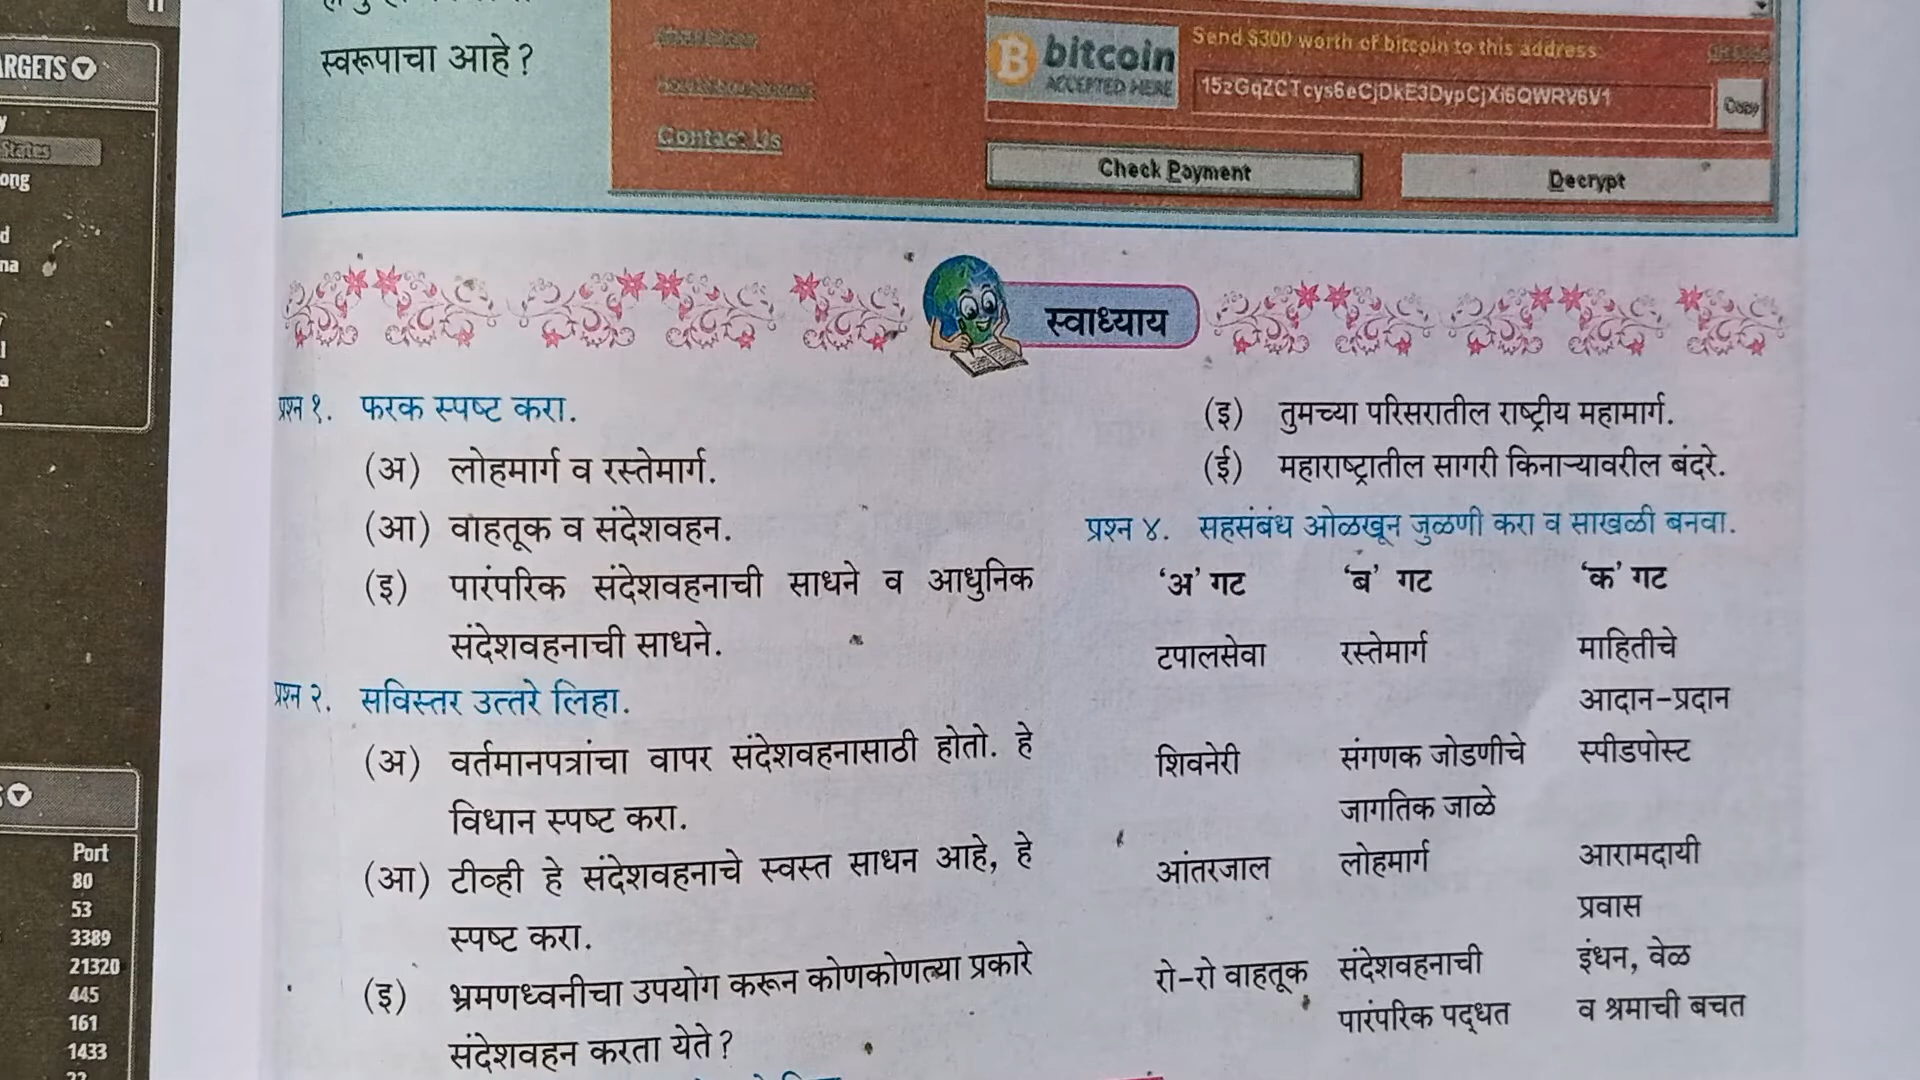 ARGETS
States
ong
Port
80
53
3389
21320
445
161
1433
स्वरूपाचा आहे?
Contact Us
bitcoin
ACCEPTED HERE
Send $300 worth of bitcoin to this address
Copy
Check Payment
Decrypt
स्वाध्याय
प्रश्न १. फरक स्पष्ट करा.
(अ) लोहमार्ग व रस्तेमार्ग.
(आ) वाहतूक व संदेशवहन.
(इ) पारंपरिक संदेशवहनाची साधने व आधुनिक
संदेशवहनाची साधने.
प्रश्न २. सविस्तर उत्तरे लिहा.
(अ) वर्तमानपत्रांचा वापर संदेशवहनासाठी होतो. हे
विधान स्पष्ट करा.
(आ) टीव्ही हे संदेशवहनाचे स्वस्त साधन आहे, हे
स्पष्ट करा.
(इ) भ्रमणध्वनीचा उपयोग करून कोणकोणत्या प्रकारे
संदेशवहन करता येते?
(इ) तुमच्या परिसरातील राष्ट्रीय महामार्ग.
(ई) महाराष्ट्रातील सागरी किनाऱ्यावरील बंदरे.
प्रश्न ४. सहसंबंध ओळखून जुळणी करा व साखळी बनवा.
‘अ’ गट ‘ब’ गट ‘क’ गट
टपालसेवा रस्तेमार्ग माहितीचे
आदान-प्रदान
शिवनेरी संगणक जोडणीचे स्पीडपोस्ट
जागतिक जाळे
आंतरजाल लोहमार्ग आरामदायी
प्रवास
रो-रो वाहतूक संदेशवहनाची इंधन, वेळ
पारंपरिक पद्धत व श्रमाची बचत